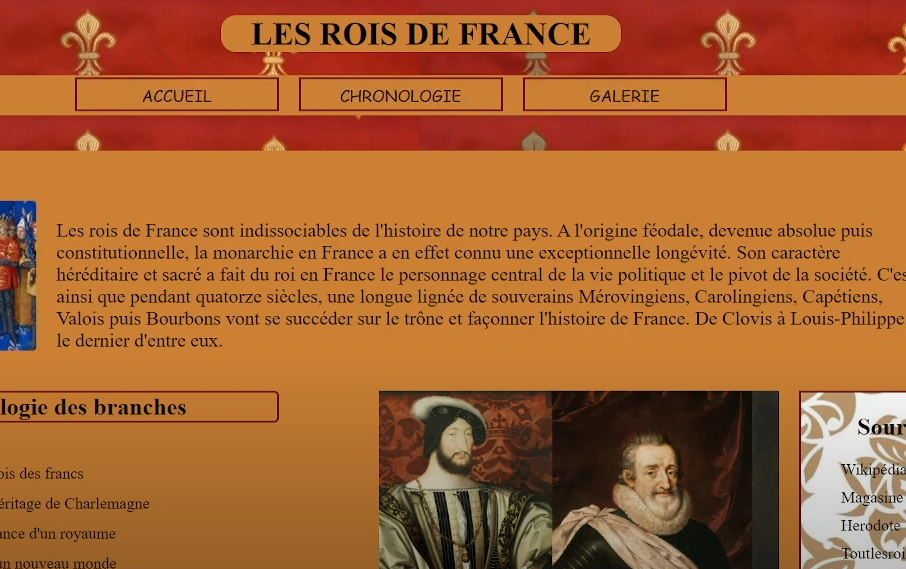 LES ROIS DE FRANCE
ACCUEIL
CHRONOLOGIE
GALERIE
Les rois de France sont indissociables de l'histoire de notre pays. A l'origine féodale, devenue absolue puis
constitutionnelle, la monarchie en France a en effet connu une exceptionnelle longévité. Son caractère
héréditaire et sacré a fait du roi en France le personnage central de la vie politique et le pivot de la société. C'es
ainsi que pendant quatorze siècles, une longue lignée de souverains Mérovingiens, Carolingiens, Capétiens,
Valois puis Bourbons vont se succéder sur le trône et façonner l'histoire de France. De Clovis à Louis-Philippe
le dernier d'entre eux.
logie des branches
ois des francs
éritage de Charlemagne
ance d'un royaume
un nouveau monde
Sour
Wikipédia
Magasine
Herodote
Toutlesroi